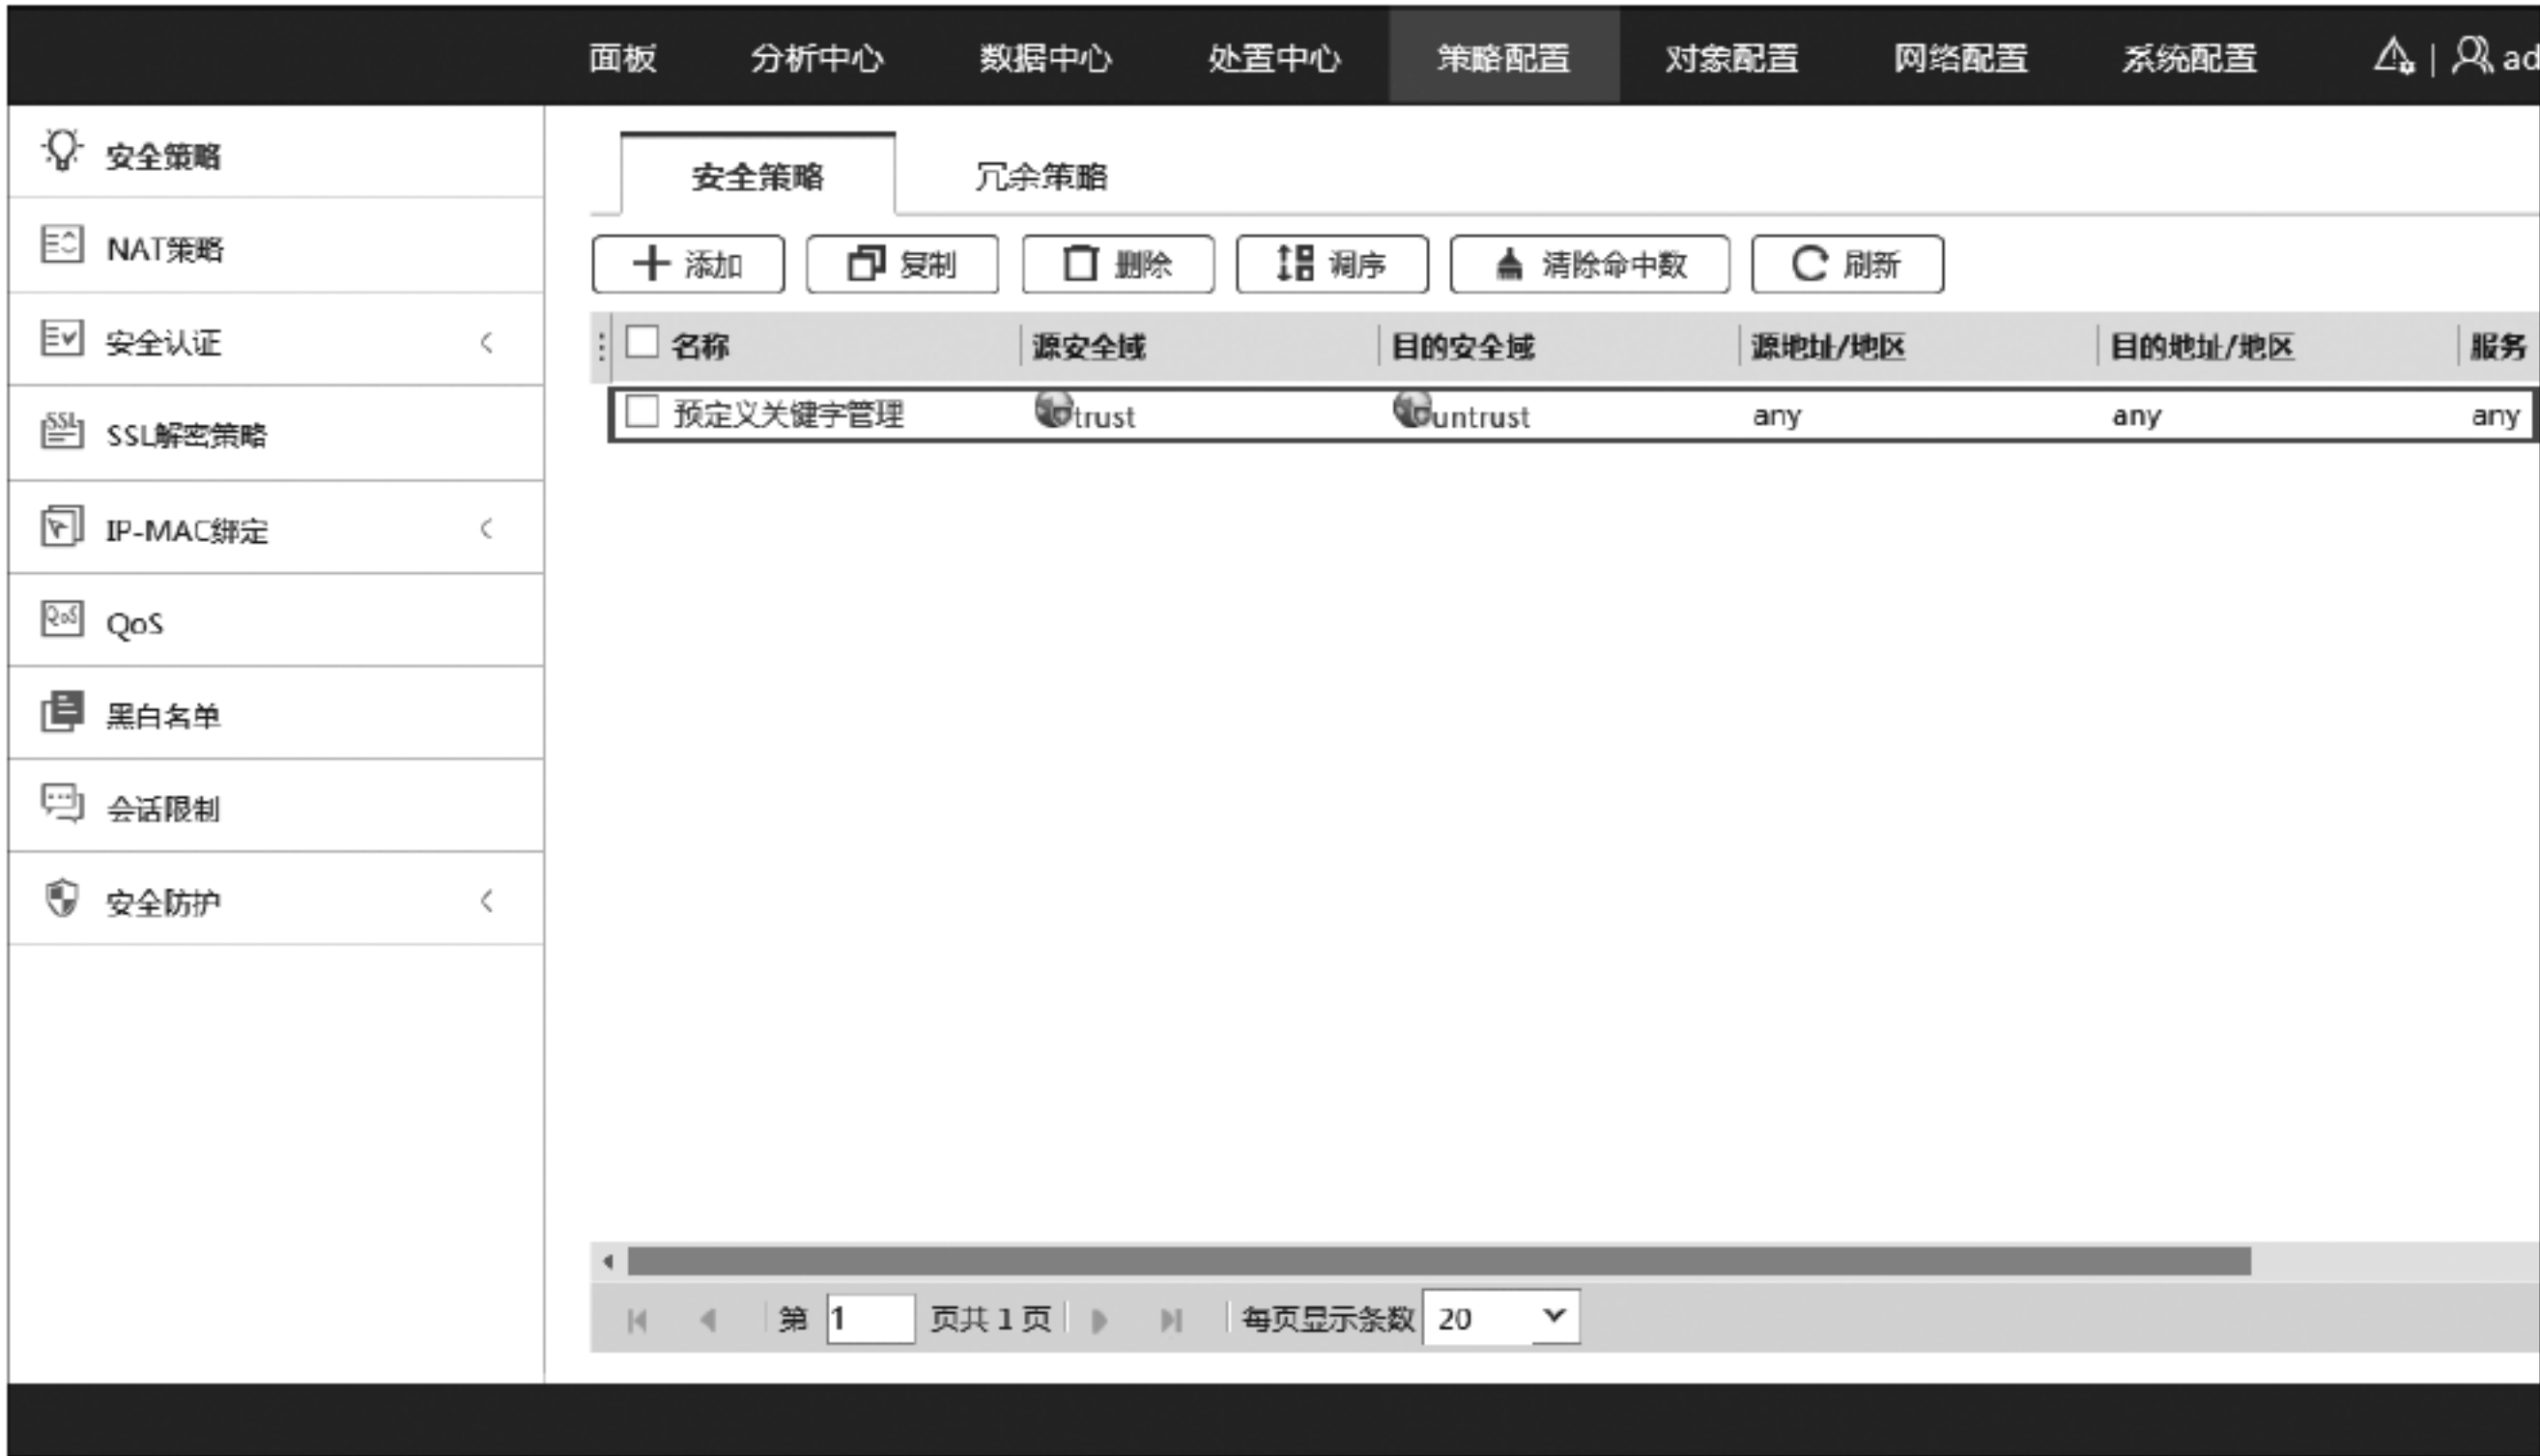 面板 分析中心 数据中心 处置中心 策略配置 对象配置 网络配置 系统配置 ad
安全策略
NAT策略
安全认证
SSL解密策略
IP-MAC绑定
QoS
黑白名单
会话限制
安全防护
安全策略 冗余策略
添加 复制 删除 调序 清除命中数 刷新
名称 源安全域 目的安全域 源地址/地区 目的地址/地区 服务
预定义关键字管理 trust untrust any any any
第 1 页共 1 页 每页显示条数 20